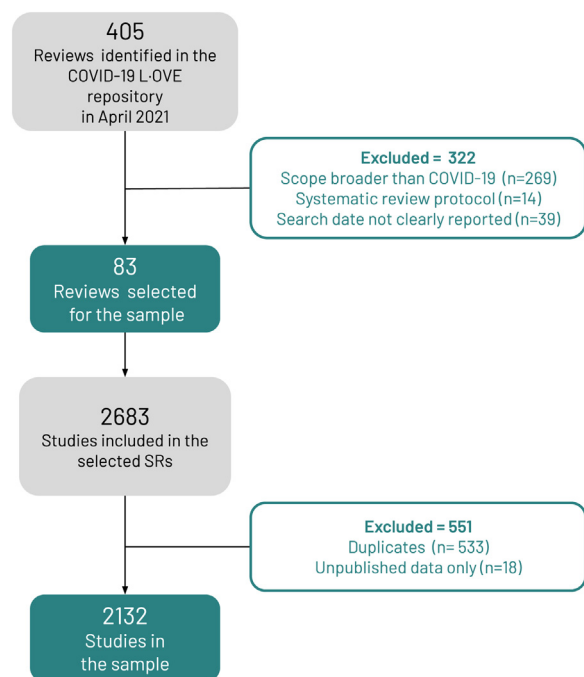 405
Reviews identified in the
COVID-19 L·OVE
repository
in April 2021
Excluded = 322
Scope broader than COVID-19 (n=269)
Systematic review protocol (n=14)
Search date not clearly reported (n=39)
83
Reviews selected
for the sample
2683
Studies included in the
selected SRs
Excluded = 551
Duplicates (n= 533)
Unpublished data only (n=18)
2132
Studies in
the sample